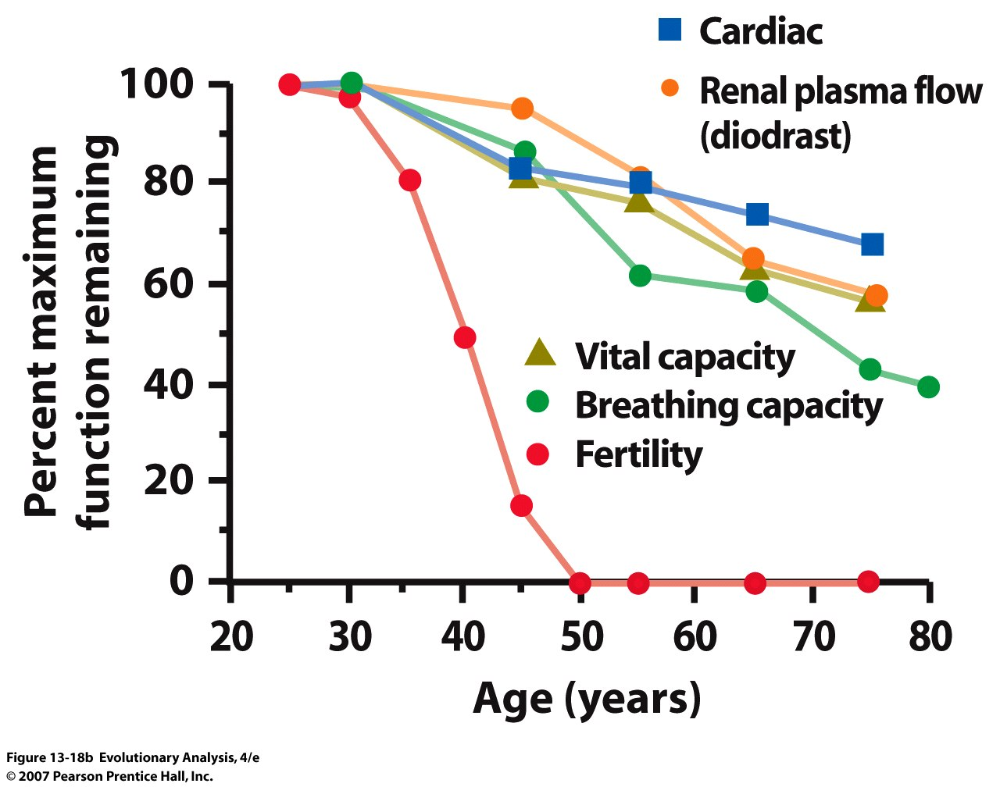 Cardiac
Renal plasma flow
(diodrast)
100
80
60
40
20
0
Percent maximum
function remaining
Vital capacity
Breathing capacity
Fertility
20 30 40 50 60 70 80
Age (years)
Figure 13-18b Evolutionary Analysis, 4/e
© 2007 Pearson Prentice Hall, Inc.